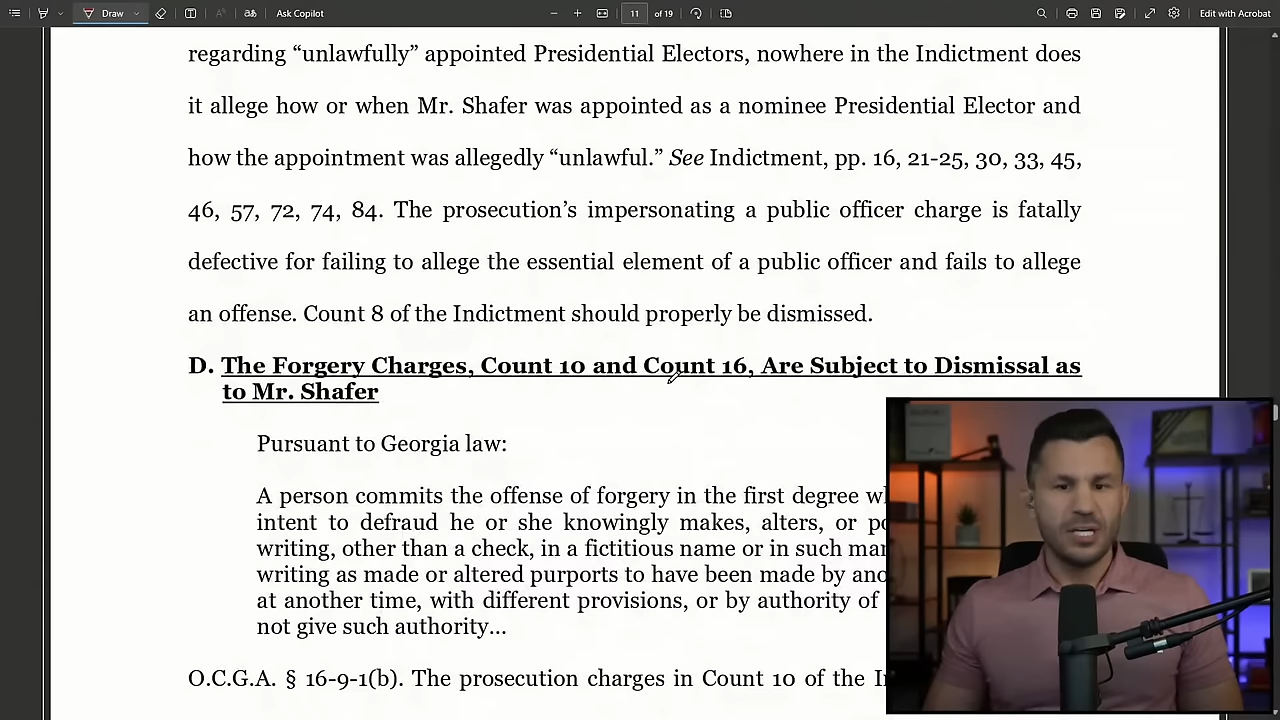 Draw
Ask Copilot
11 of 19
Edit with Acrobat
regarding “unlawfully” appointed Presidential Electors, nowhere in the Indictment does
it allege how or when Mr. Shafer was appointed as a nominee Presidential Elector and
how the appointment was allegedly “unlawful.” See Indictment, pp. 16, 21-25, 30, 33, 45,
46, 57, 72, 74, 84. The prosecution’s impersonating a public officer charge is fatally
defective for failing to allege the essential element of a public officer and fails to allege
an offense. Count 8 of the Indictment should properly be dismissed.
D. The Forgery Charges, Count 10 and Count 16, Are Subject to Dismissal as
to Mr. Shafer
Pursuant to Georgia law:
A person commits the offense of forgery in the first degree
intent to defraud he or she knowingly makes, alters, or
writing, other than a check, in a fictitious name or in such
writing as made or altered purports to have been made by
at another time, with different provisions, or by authority of
not give such authority…
O.C.G.A. § 16-9-1(b). The prosecution charges in Count 10 of the